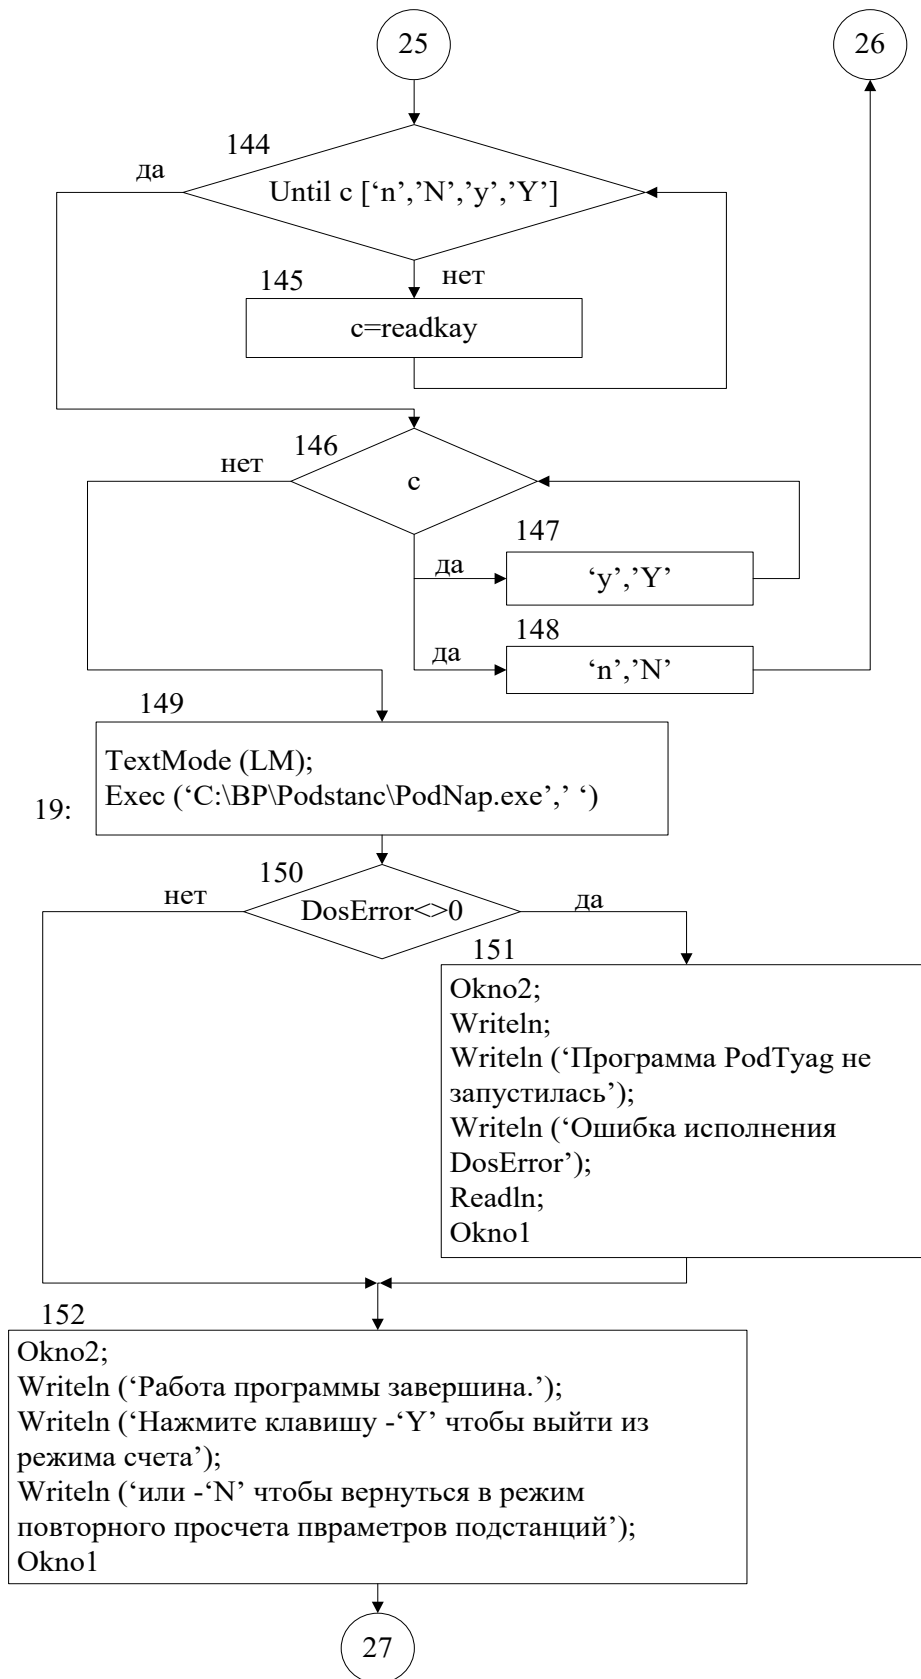 25
26
144
да
Until c [‘n’,’N’,’y’,’Y’]
145
нет
c=readkay
146
нет
c
147
да
‘y’,’Y’
148
да
‘n’,’N’
149
TextMode (LM);
Exec (‘C:\BP\Podstanc\PodNap.exe’,’ ‘)
19:
150
нет
DosError<>0
да
151
Okno2;
Writeln;
Writeln (‘Программа PodTyag не
запустилась’);
Writeln (‘Ошибка исполнения
DosError’);
Readln;
Okno1
152
Okno2;
Writeln (‘Работа программы завершина.’);
Writeln (‘Нажмите клавишу -‘Y’ чтобы выйти из
режима счета’);
Writeln (‘или -‘N’ чтобы вернуться в режим
повторного просчета пвраметров подстанций’);
Okno1
27